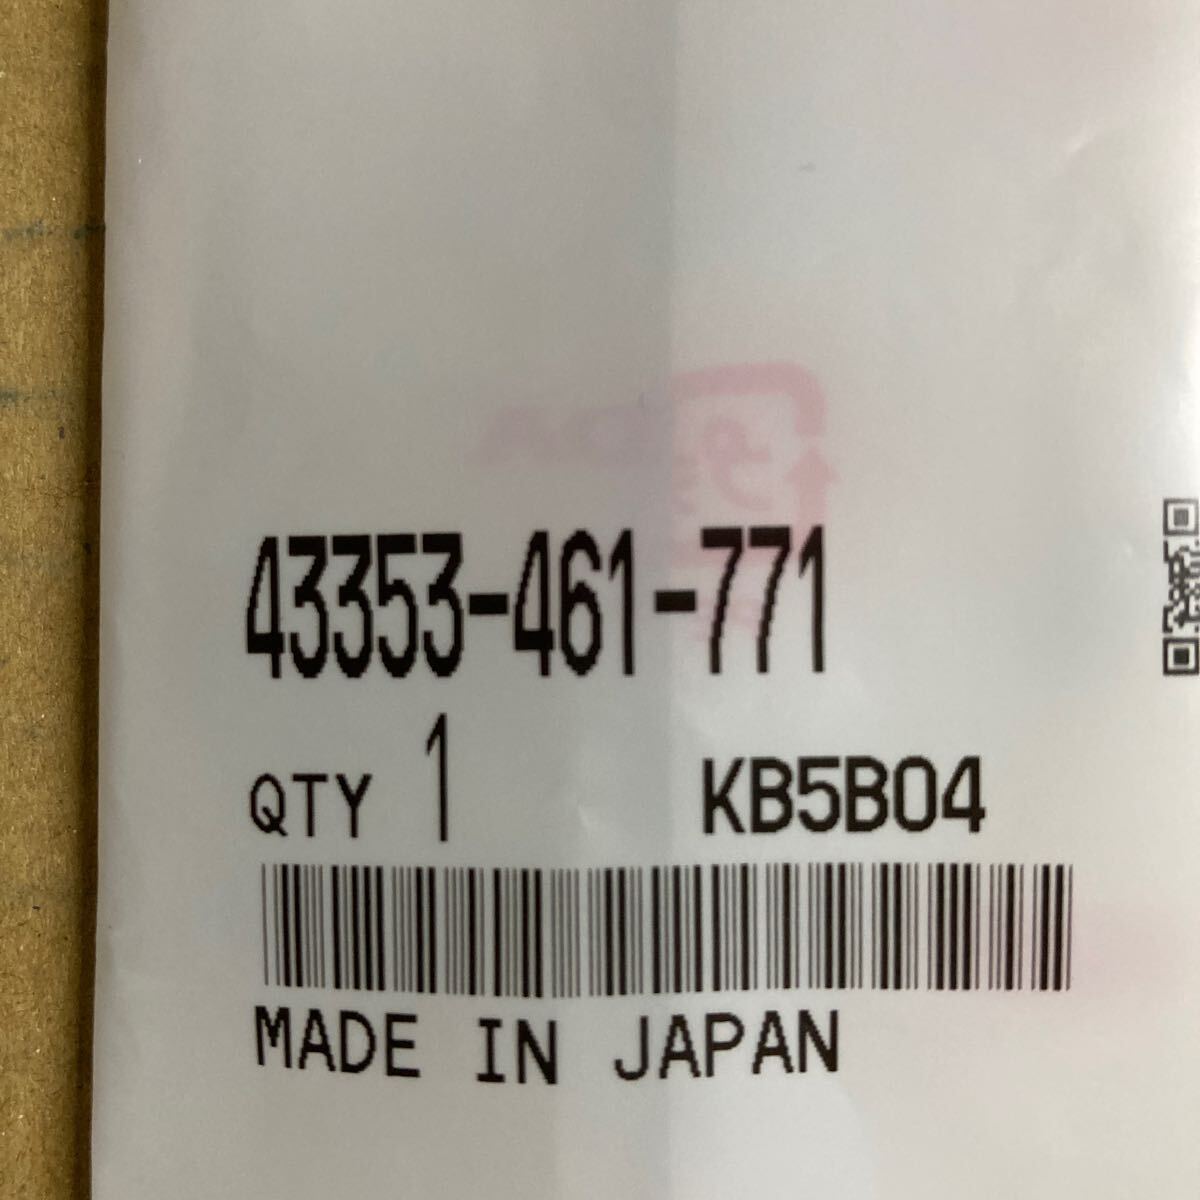 43353-461-771
QTY 1 KB5B04
MADE IN JAPAN